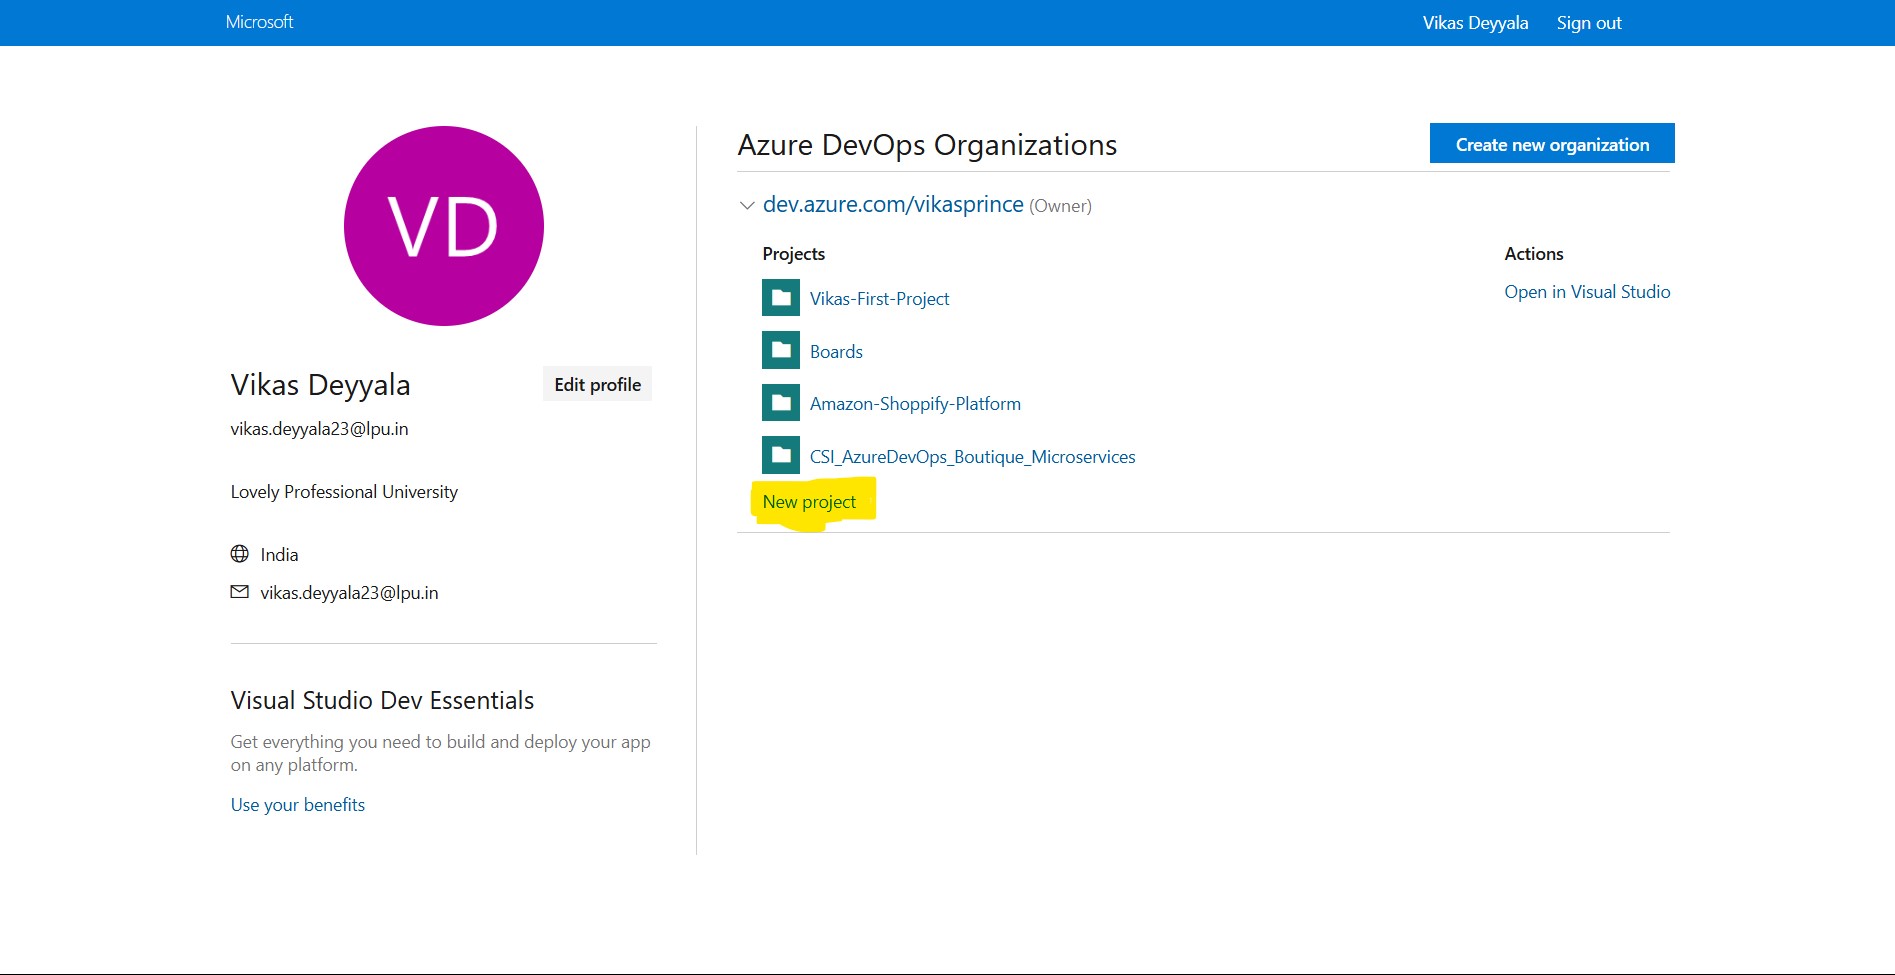 Microsoft
Vikas Deyyala
Sign out
VD
Vikas Deyyala
Edit profile
vikas.deyyala23@lpu.in
Lovely Professional University
India
vikas.deyyala23@lpu.in
Visual Studio Dev Essentials
Get everything you need to build and deploy your app
on any platform.
Use your benefits
Azure DevOps Organizations
Create new organization
dev.azure.com/vikasprince (Owner)
Projects
Actions
Vikas-First-Project
Open in Visual Studio
Boards
Amazon-Shoppify-Platform
CSI_AzureDevOps_Boutique_Microservices
New project